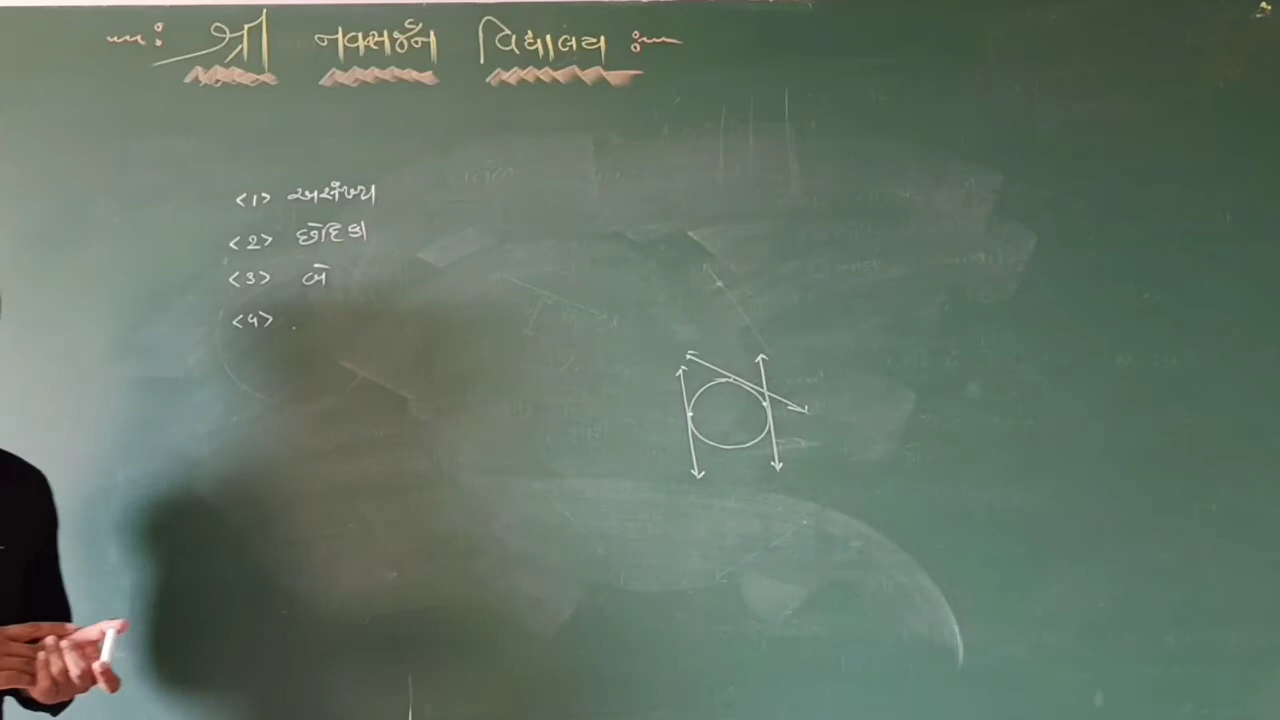 શ્રી નવસર્જન વિદ્યાલય
<1> અસંખ્ય
<2> છેદિકા
<3> બે
<4> .